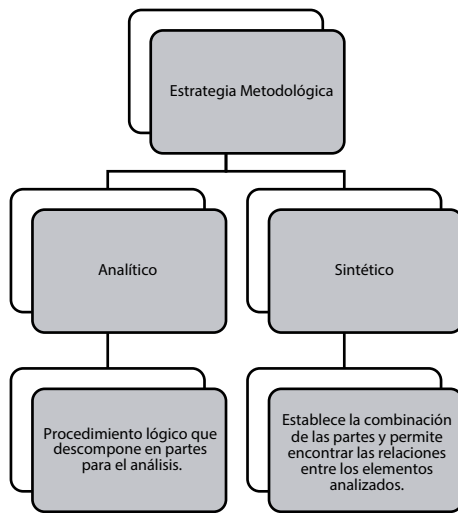 Estrategia Metodológica
Analítico
Sintético
Procedimiento lógico que
descompone en partes
para el análisis.
Establece la combinación
de las partes y permite
encontrar las relaciones
entre los elementos
analizados.